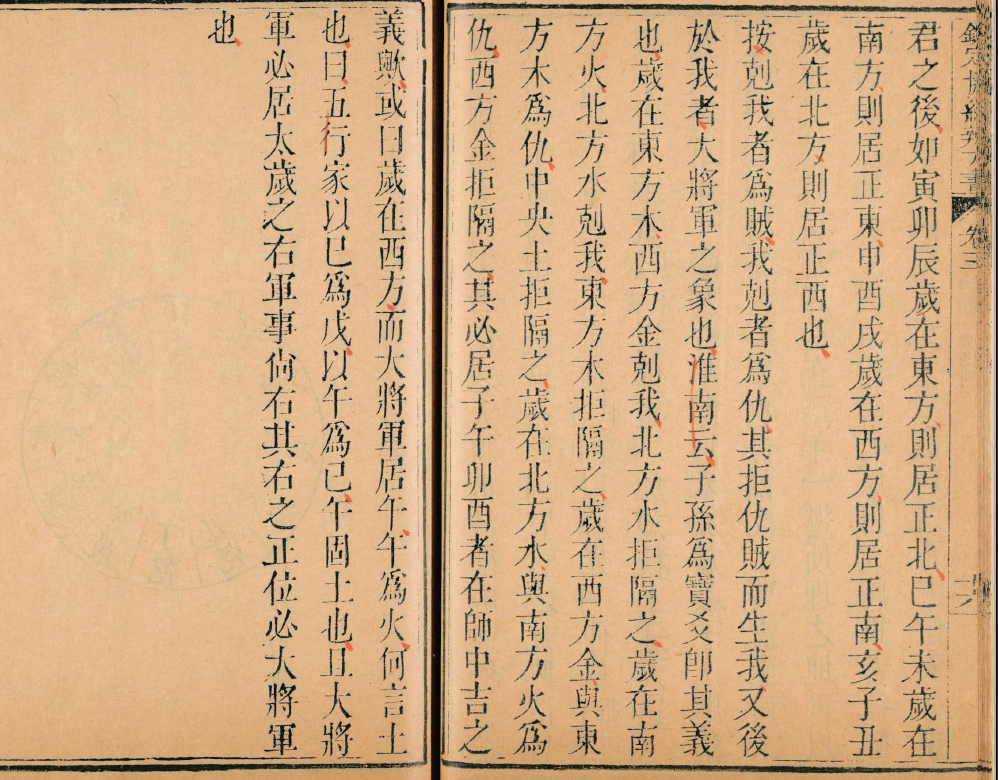 欽定協紀辨方書 卷三
君之後如寅卯辰歲在東方則居正北巳午未歲在
南方則居正東申酉戌歲在西方則居正南亥子丑
歲在北方則居正西也
按剋我者爲賊我剋者爲仇其拒仇賊而生我又後
於我者大將軍之象也淮南云子孫爲寶爻卽其義
也歲在東方木西方金剋我北方水拒隔之歲在南
方火北方水剋我東方木拒隔之歲在西方金與東
方木爲仇中央土拒隔之歲在北方水與南方火爲
仇西方金拒隔之其必居子午卯酉者在師中吉之
義歟或曰歲在西方而大將軍居午午爲火何言土
也曰五行家以巳爲戊以午爲己午固土也且大將
軍必居太歲之右軍事尙右其右之正位必大將軍
也